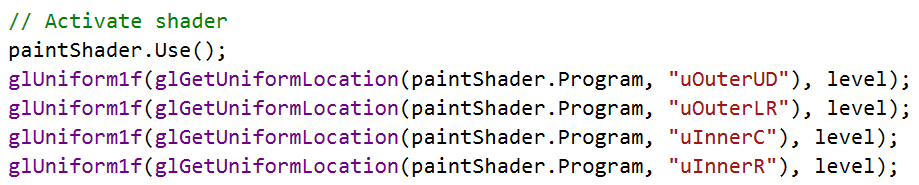 // Activate shader
paintShader.Use();
glUniform1f(glGetUniformLocation(paintShader.Program, "uOuterUD"), level);
glUniform1f(glGetUniformLocation(paintShader.Program, "uOuterLR"), level);
glUniform1f(glGetUniformLocation(paintShader.Program, "uInnerC"), level);
glUniform1f(glGetUniformLocation(paintShader.Program, "uInnerR"), level);